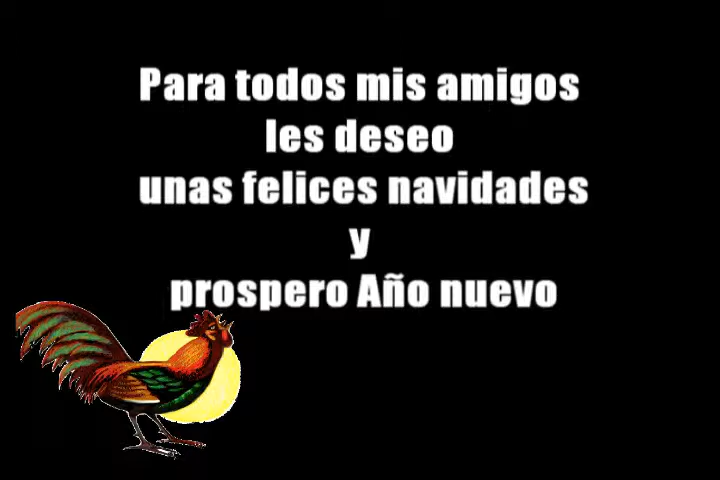 Para todos mis amigos
les deseo
unas felices navidades
y
prospero Año nuevo